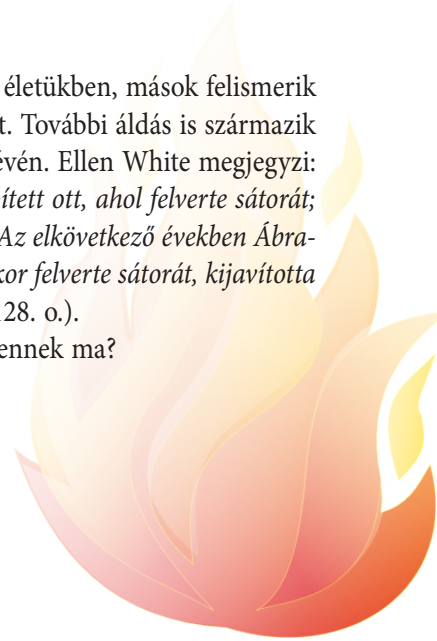 életükben, mások felismerik
t. További áldás is származik
évén. Ellen White megjegyzi:
ített ott, ahol felverte sátorát;
Az elkövetkező években Ábra-
kor felverte sátorát, kijavította
28. o.).
ennek ma?